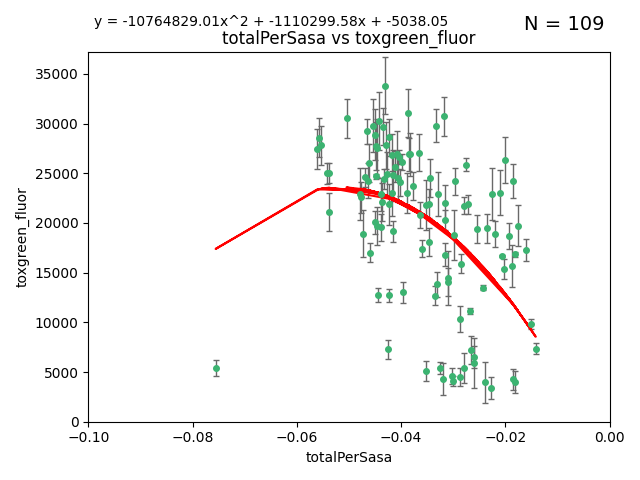 y = -10764829.01x^2 + -1110299.58x + -5038.05
N = 109
totalPerSasa vs toxgreen_fluor
toxgreen_fluor
35000
30000
25000
20000
15000
10000
5000
0
−0.10
−0.08
−0.06
−0.04
−0.02
0.00
totalPerSasa